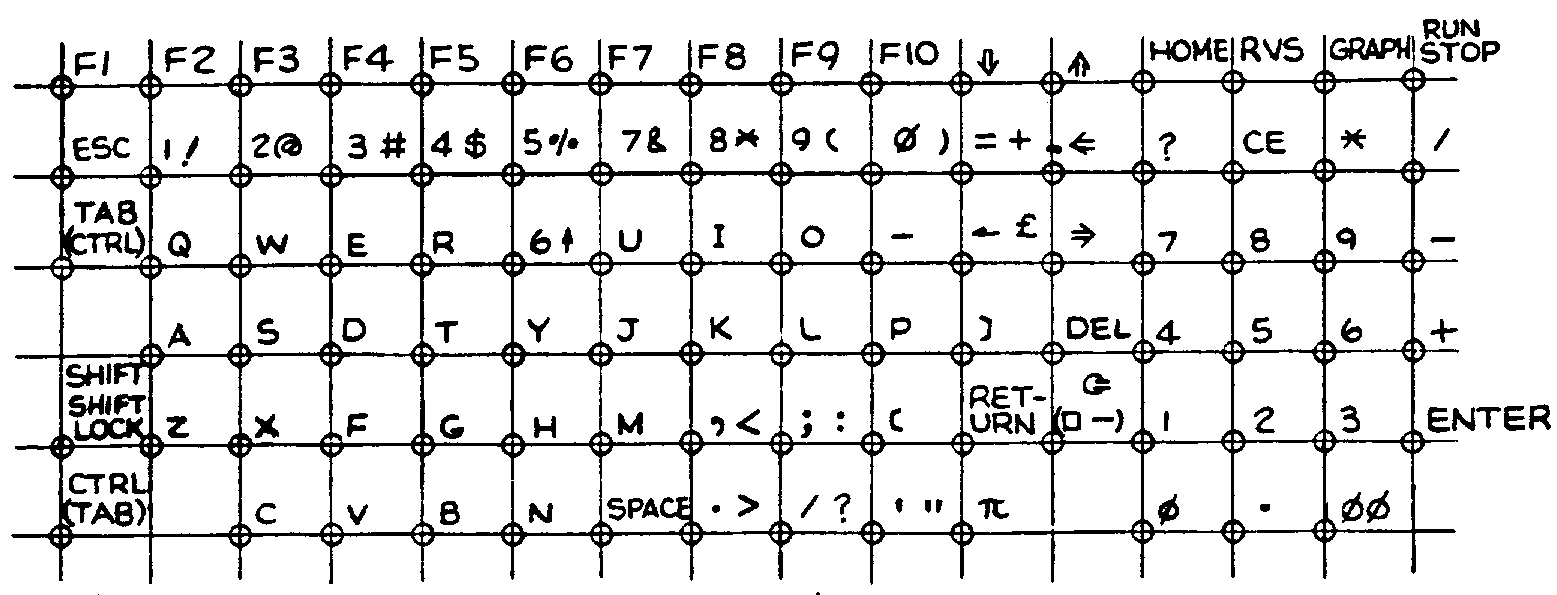 F1 F2 F3 F4 F5 F6 F7 F8 F9 F10 ⇩ ⇧ HOME RVS GRAPH RUN STOP
ESC 1! 2@ 3# 4$ 5% 7& 8* 9( Ø) =+ .⇐ ? CE * /
TAB (CTRL) Q W E R 6↑ U I O - ← £ ⇒ 7 8 9 -
A S D T Y J K L P ] DEL 4 5 6 +
SHIFT SHIFT LOCK Z X F G H M ,< ;: [ RETURN (□ -) 1 2 3 ENTER
CTRL (TAB) C V B N SPACE .> /? ' " π Ø . ØØ